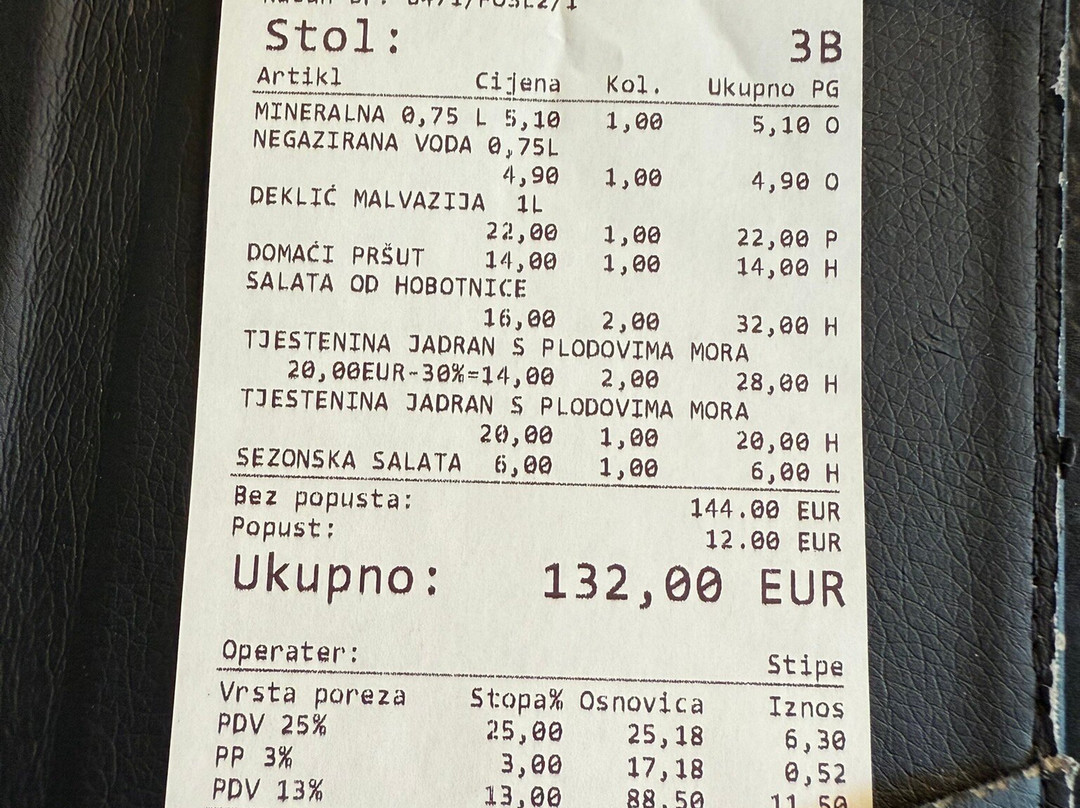 Stol: 3B
Artikl Cijena Kol. Ukupno PG
MINERALNA 0,75 L 5,10 1,00 5,10 O
NEGAZIRANA VODA 0,75L
4,90 1,00 4,90 O
DEKLIĆ MALVAZIJA 1L
22,00 1,00 22,00 P
DOMAĆI PRŠUT 14,00 1,00 14,00 H
SALATA OD HOBOTNICE
16,00 2,00 32,00 H
TJESTENINA JADRAN S PLODOVIMA MORA
20,00EUR-30%=14,00 2,00 28,00 H
TJESTENINA JADRAN S PLODOVIMA MORA
20,00 1,00 20,00 H
SEZONSKA SALATA 6,00 1,00 6,00 H
Bez popusta: 144.00 EUR
Popust: 12.00 EUR
Ukupno: 132,00 EUR
Operater: Stipe
Vrsta poreza Stopa% Osnovica Iznos
PDV 25% 25,00 25,18 6,30
PP 3% 3,00 17,18 0,52
PDV 13% 13,00 88,50 11,50